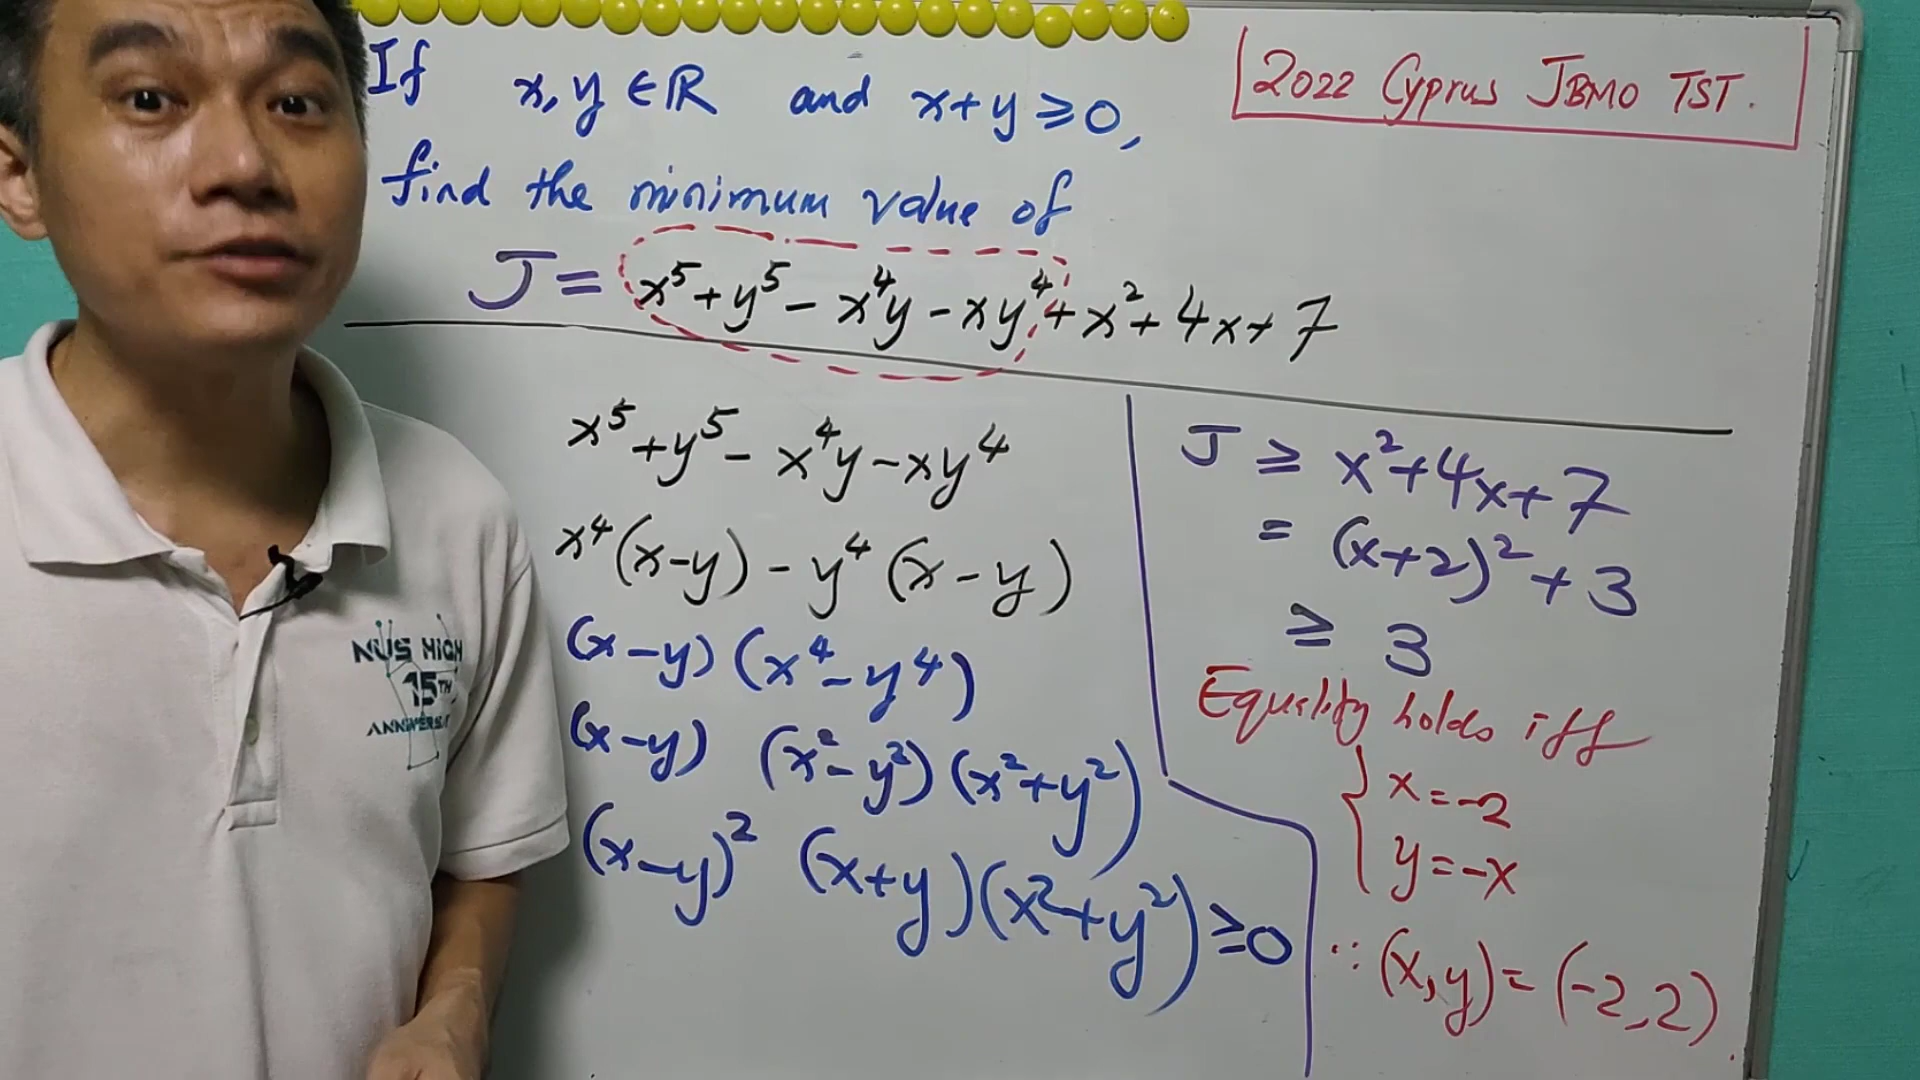 If x, y ∈ ℝ and x+y ⩾ 0,
2022 Cyprus JBMO TST.
find the minimum value of
J = x⁵+y⁵-x⁴y-xy⁴+x²+4x+7
x⁵+y⁵-x⁴y-xy⁴
x⁴(x-y)-y⁴(x-y)
(x-y)(x⁴-y⁴)
(x-y) (x²-y²)(x²+y²)
(x-y)² (x+y)(x²+y²) ≥0
J ≥ x²+4x+7
= (x+2)²+3
≥ 3
Equality holds iff
{ x=-2
y=-x
∵ (x,y)=(-2,2).
NUS HIGH
15TH
ANNIVERSARY